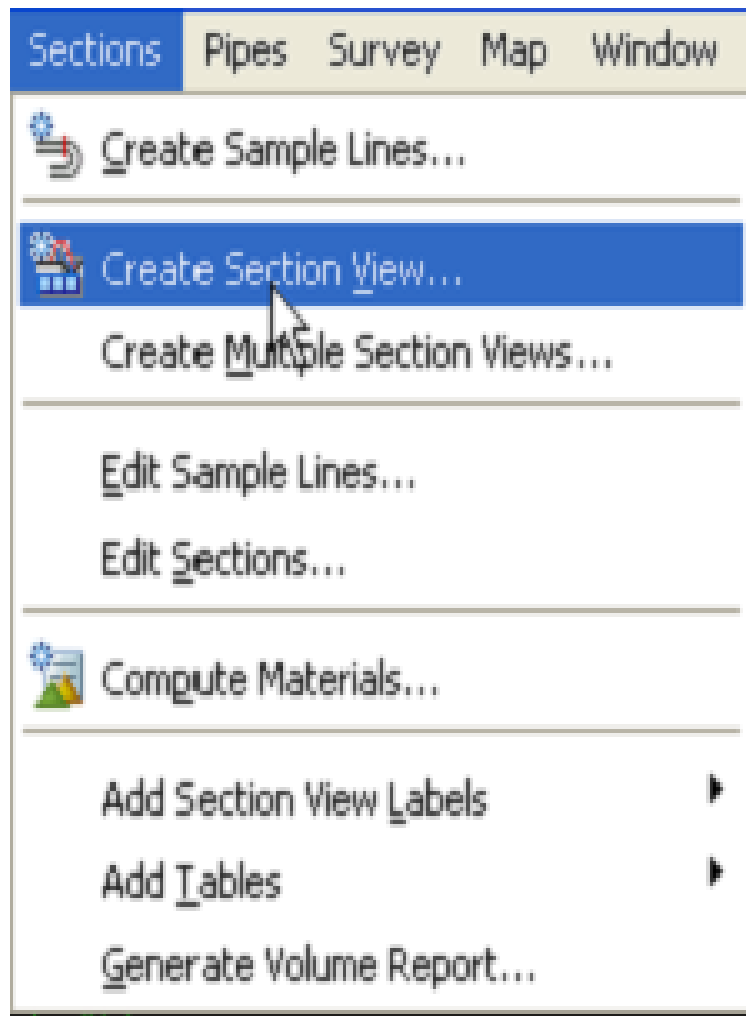 Sections Pipes Survey Map Window
Create Sample Lines...
Create Section View...
Create Multiple Section Views...
Edit Sample Lines...
Edit Sections...
Compute Materials...
Add Section View Labels
Add Tables
Generate Volume Report...